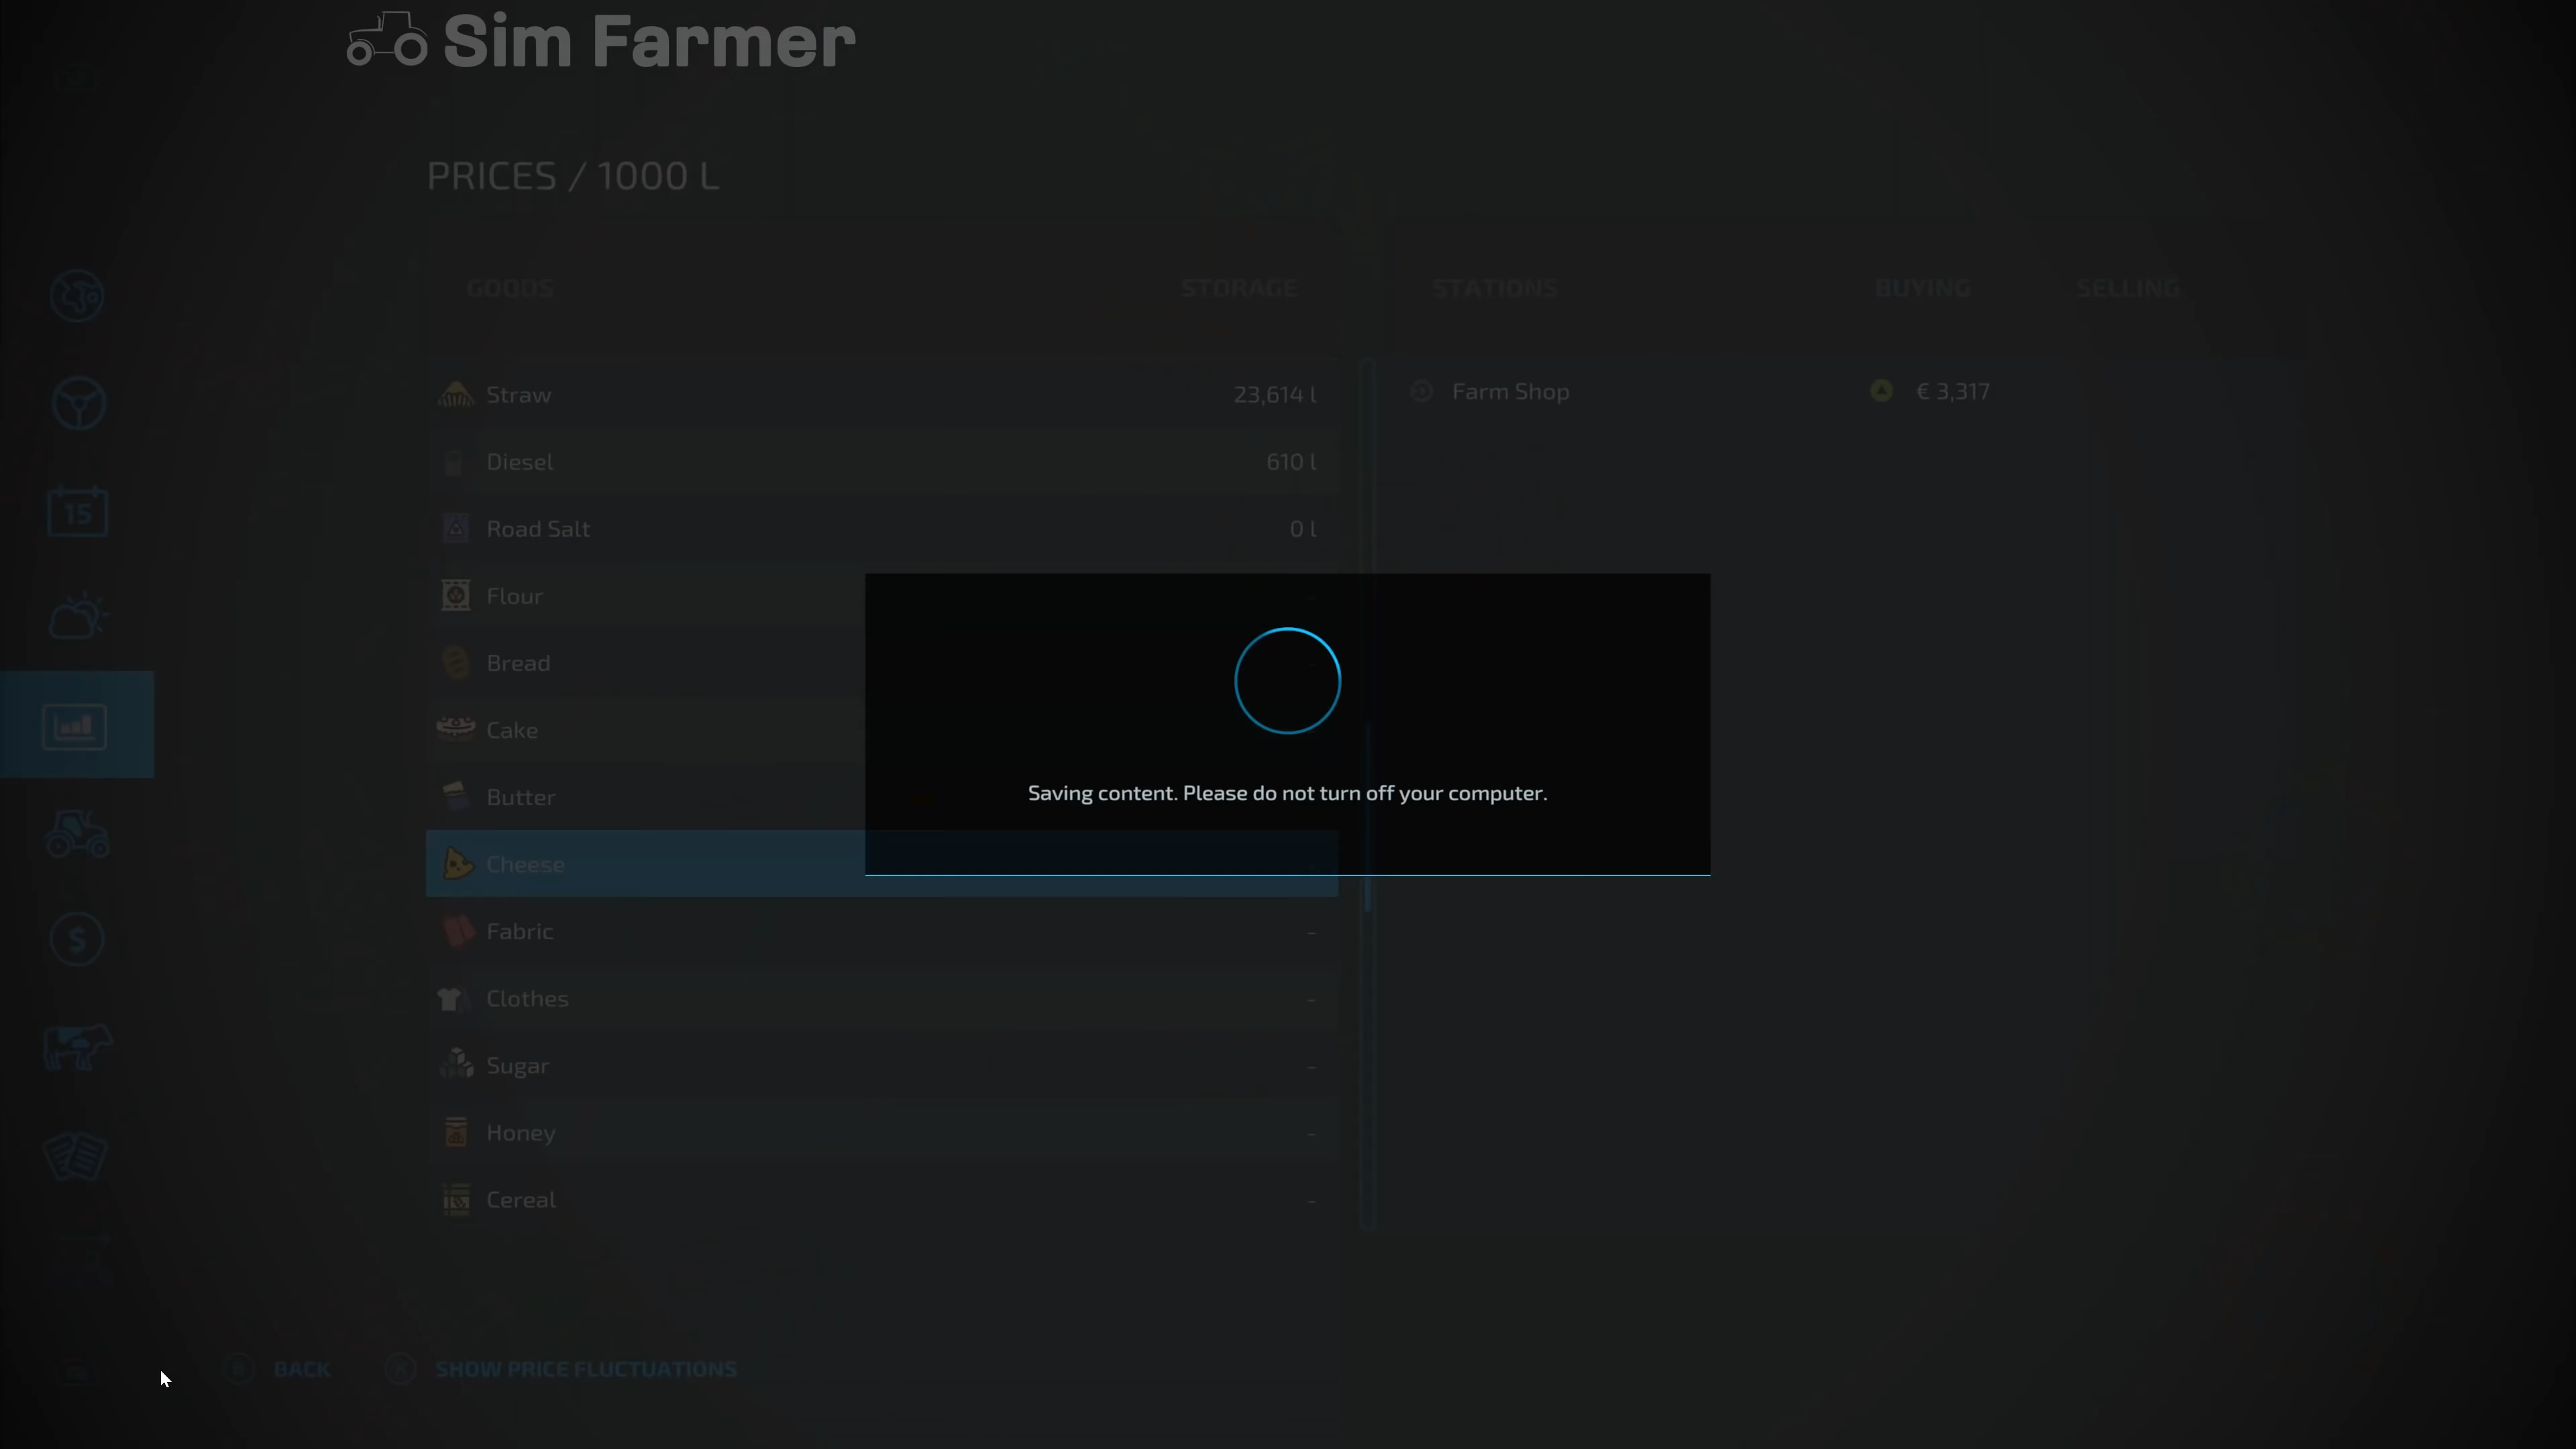 Sim Farmer
PRICES / 1000 L
GOODS STORAGE STATIONS BUYING SELLING
Straw 23,614 l Farm Shop € 3,317
Diesel 610 l
15
Road Salt 0 l
Flour -
Bread -
Cake
Butter
Saving content. Please do not turn off your computer.
Cheese
Fabric -
$
Clothes -
Sugar -
Honey -
Cereal -
BACK SHOW PRICE FLUCTUATIONS